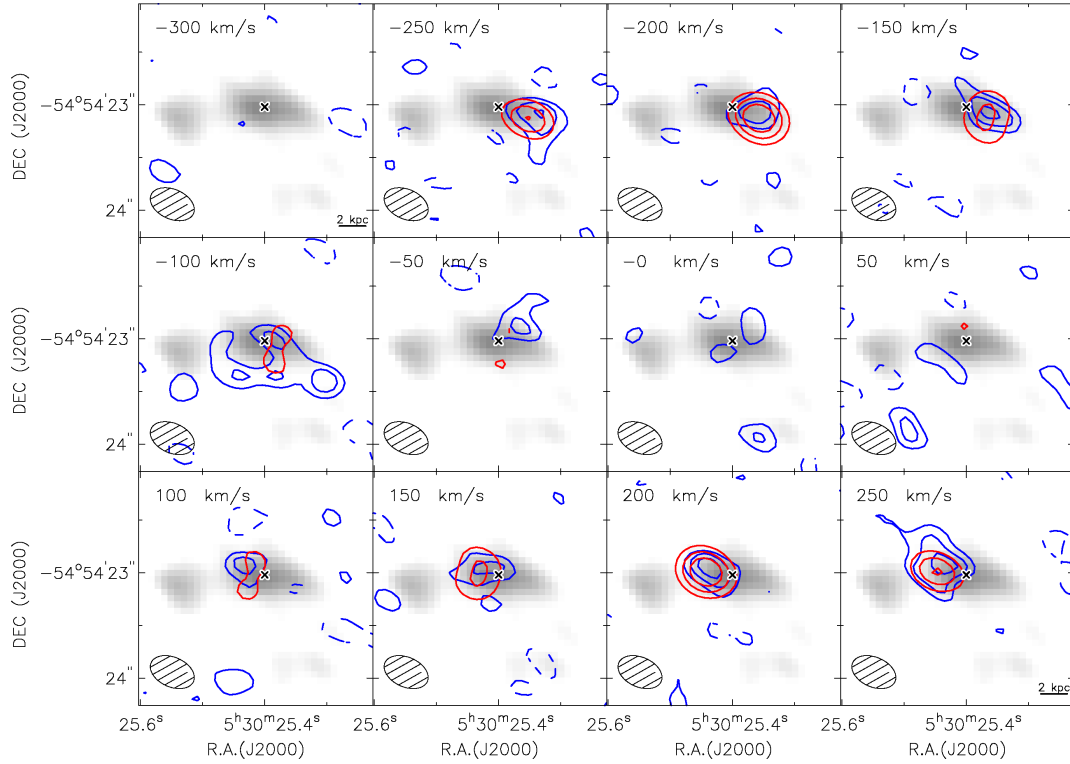 −300 km/s
−250 km/s
−200 km/s
−150 km/s
DEC (J2000)
−54°54'23"
24"
2 kpc
−100 km/s
−50 km/s
−0 km/s
50 km/s
DEC (J2000)
−54°54'23"
24"
100 km/s
150 km/s
200 km/s
250 km/s
DEC (J2000)
−54°54'23"
24"
2 kpc
25.6ˢ 5ʰ30ᵐ25.4ˢ 25.6ˢ 5ʰ30ᵐ25.4ˢ 25.6ˢ 5ʰ30ᵐ25.4ˢ 25.6ˢ 5ʰ30ᵐ25.4ˢ
R.A.(J2000) R.A.(J2000) R.A.(J2000) R.A.(J2000)